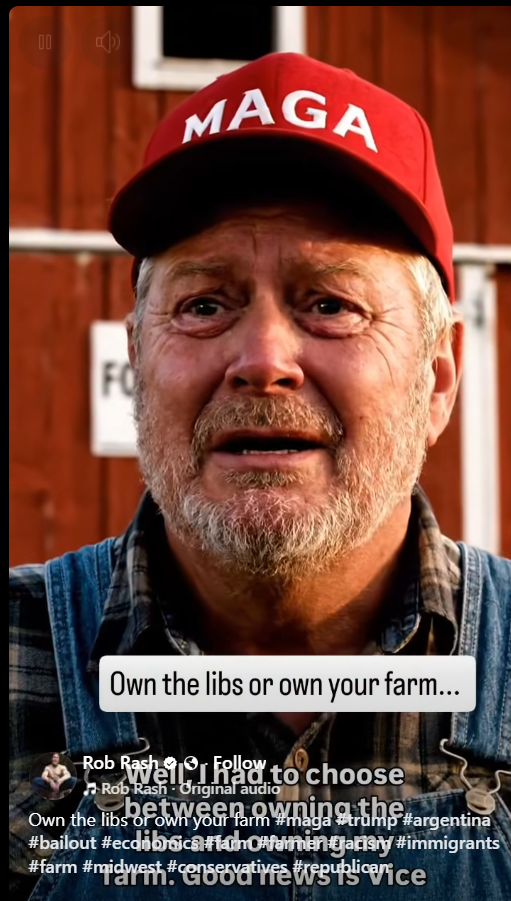 MAGA
FO
Own the libs or own your farm...
Rob Rash · Follow
Rob Rash · Original audio
Well, I had to choose
between owning the
libs and owning my
farm. Good news is Vice
Own the libs or own your farm #maga #trump #argentina
#bailout #economics #farm #farmer #racism #immigrants
#farm #midwest #conservatives #republican